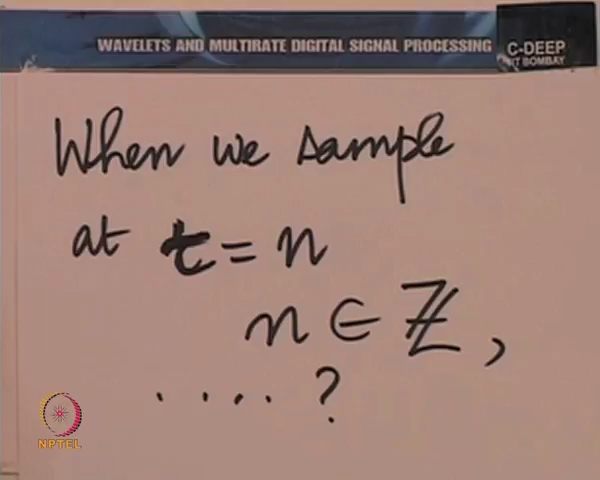 WAVELETS AND MULTIRATE DIGITAL SIGNAL PROCESSING
C-DEEP
IIT BOMBAY
When we sample
at t = n
n ∈ ℤ,
. . . . ?
NPTEL